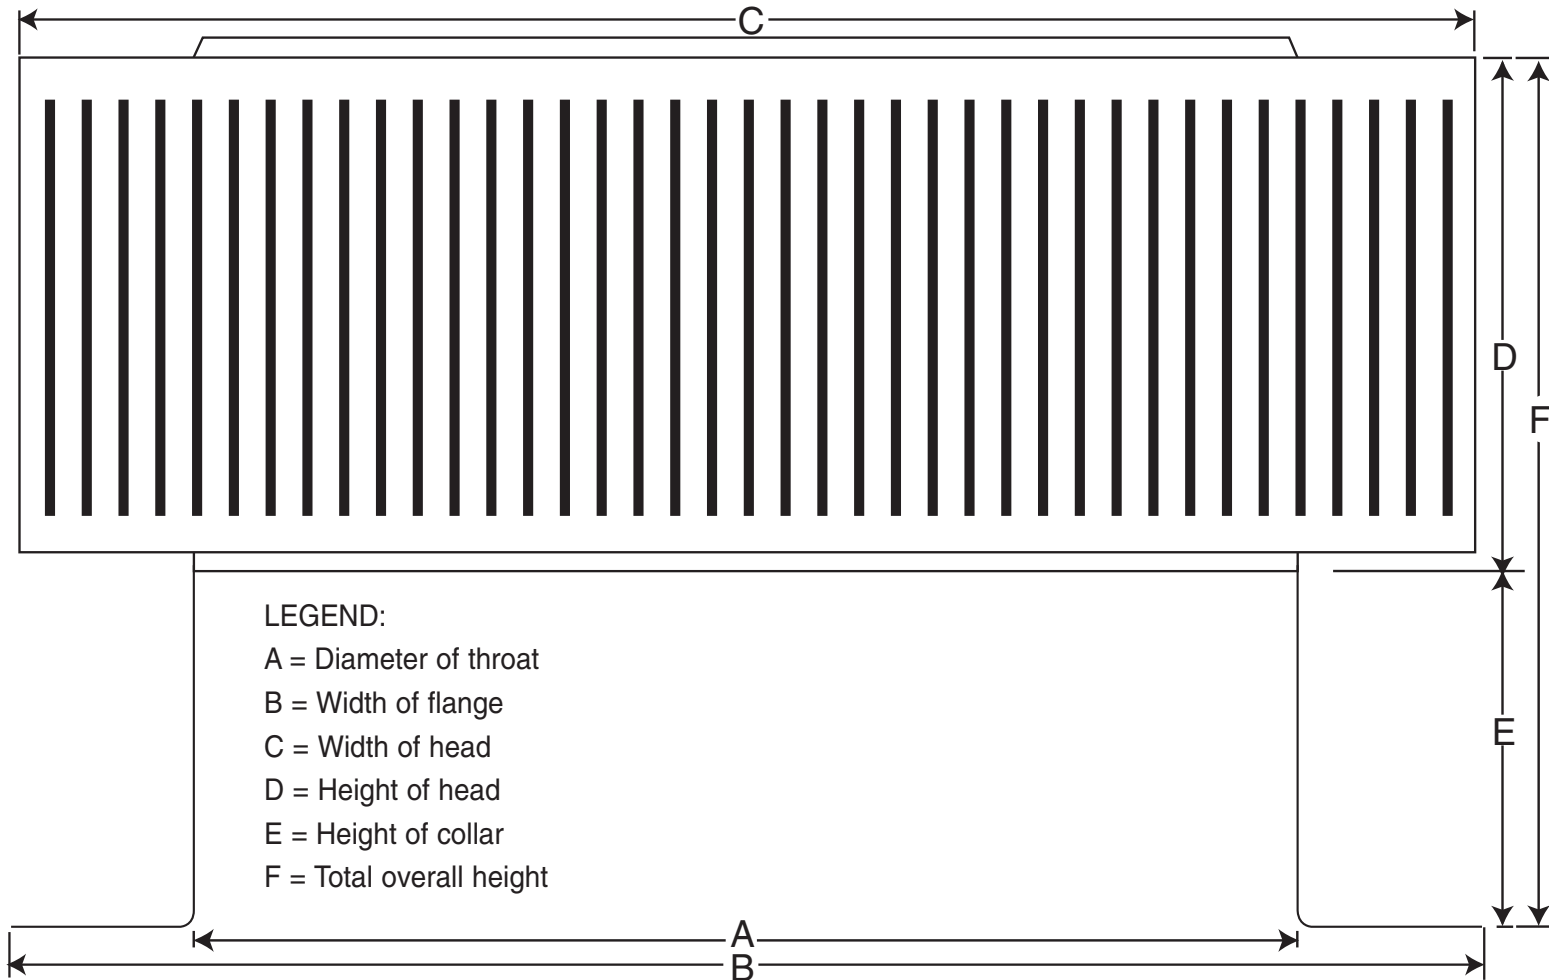 C
D
F
LEGEND:
A = Diameter of throat
B = Width of flange
C = Width of head
D = Height of head
E = Height of collar
F = Total overall height
E
A
B